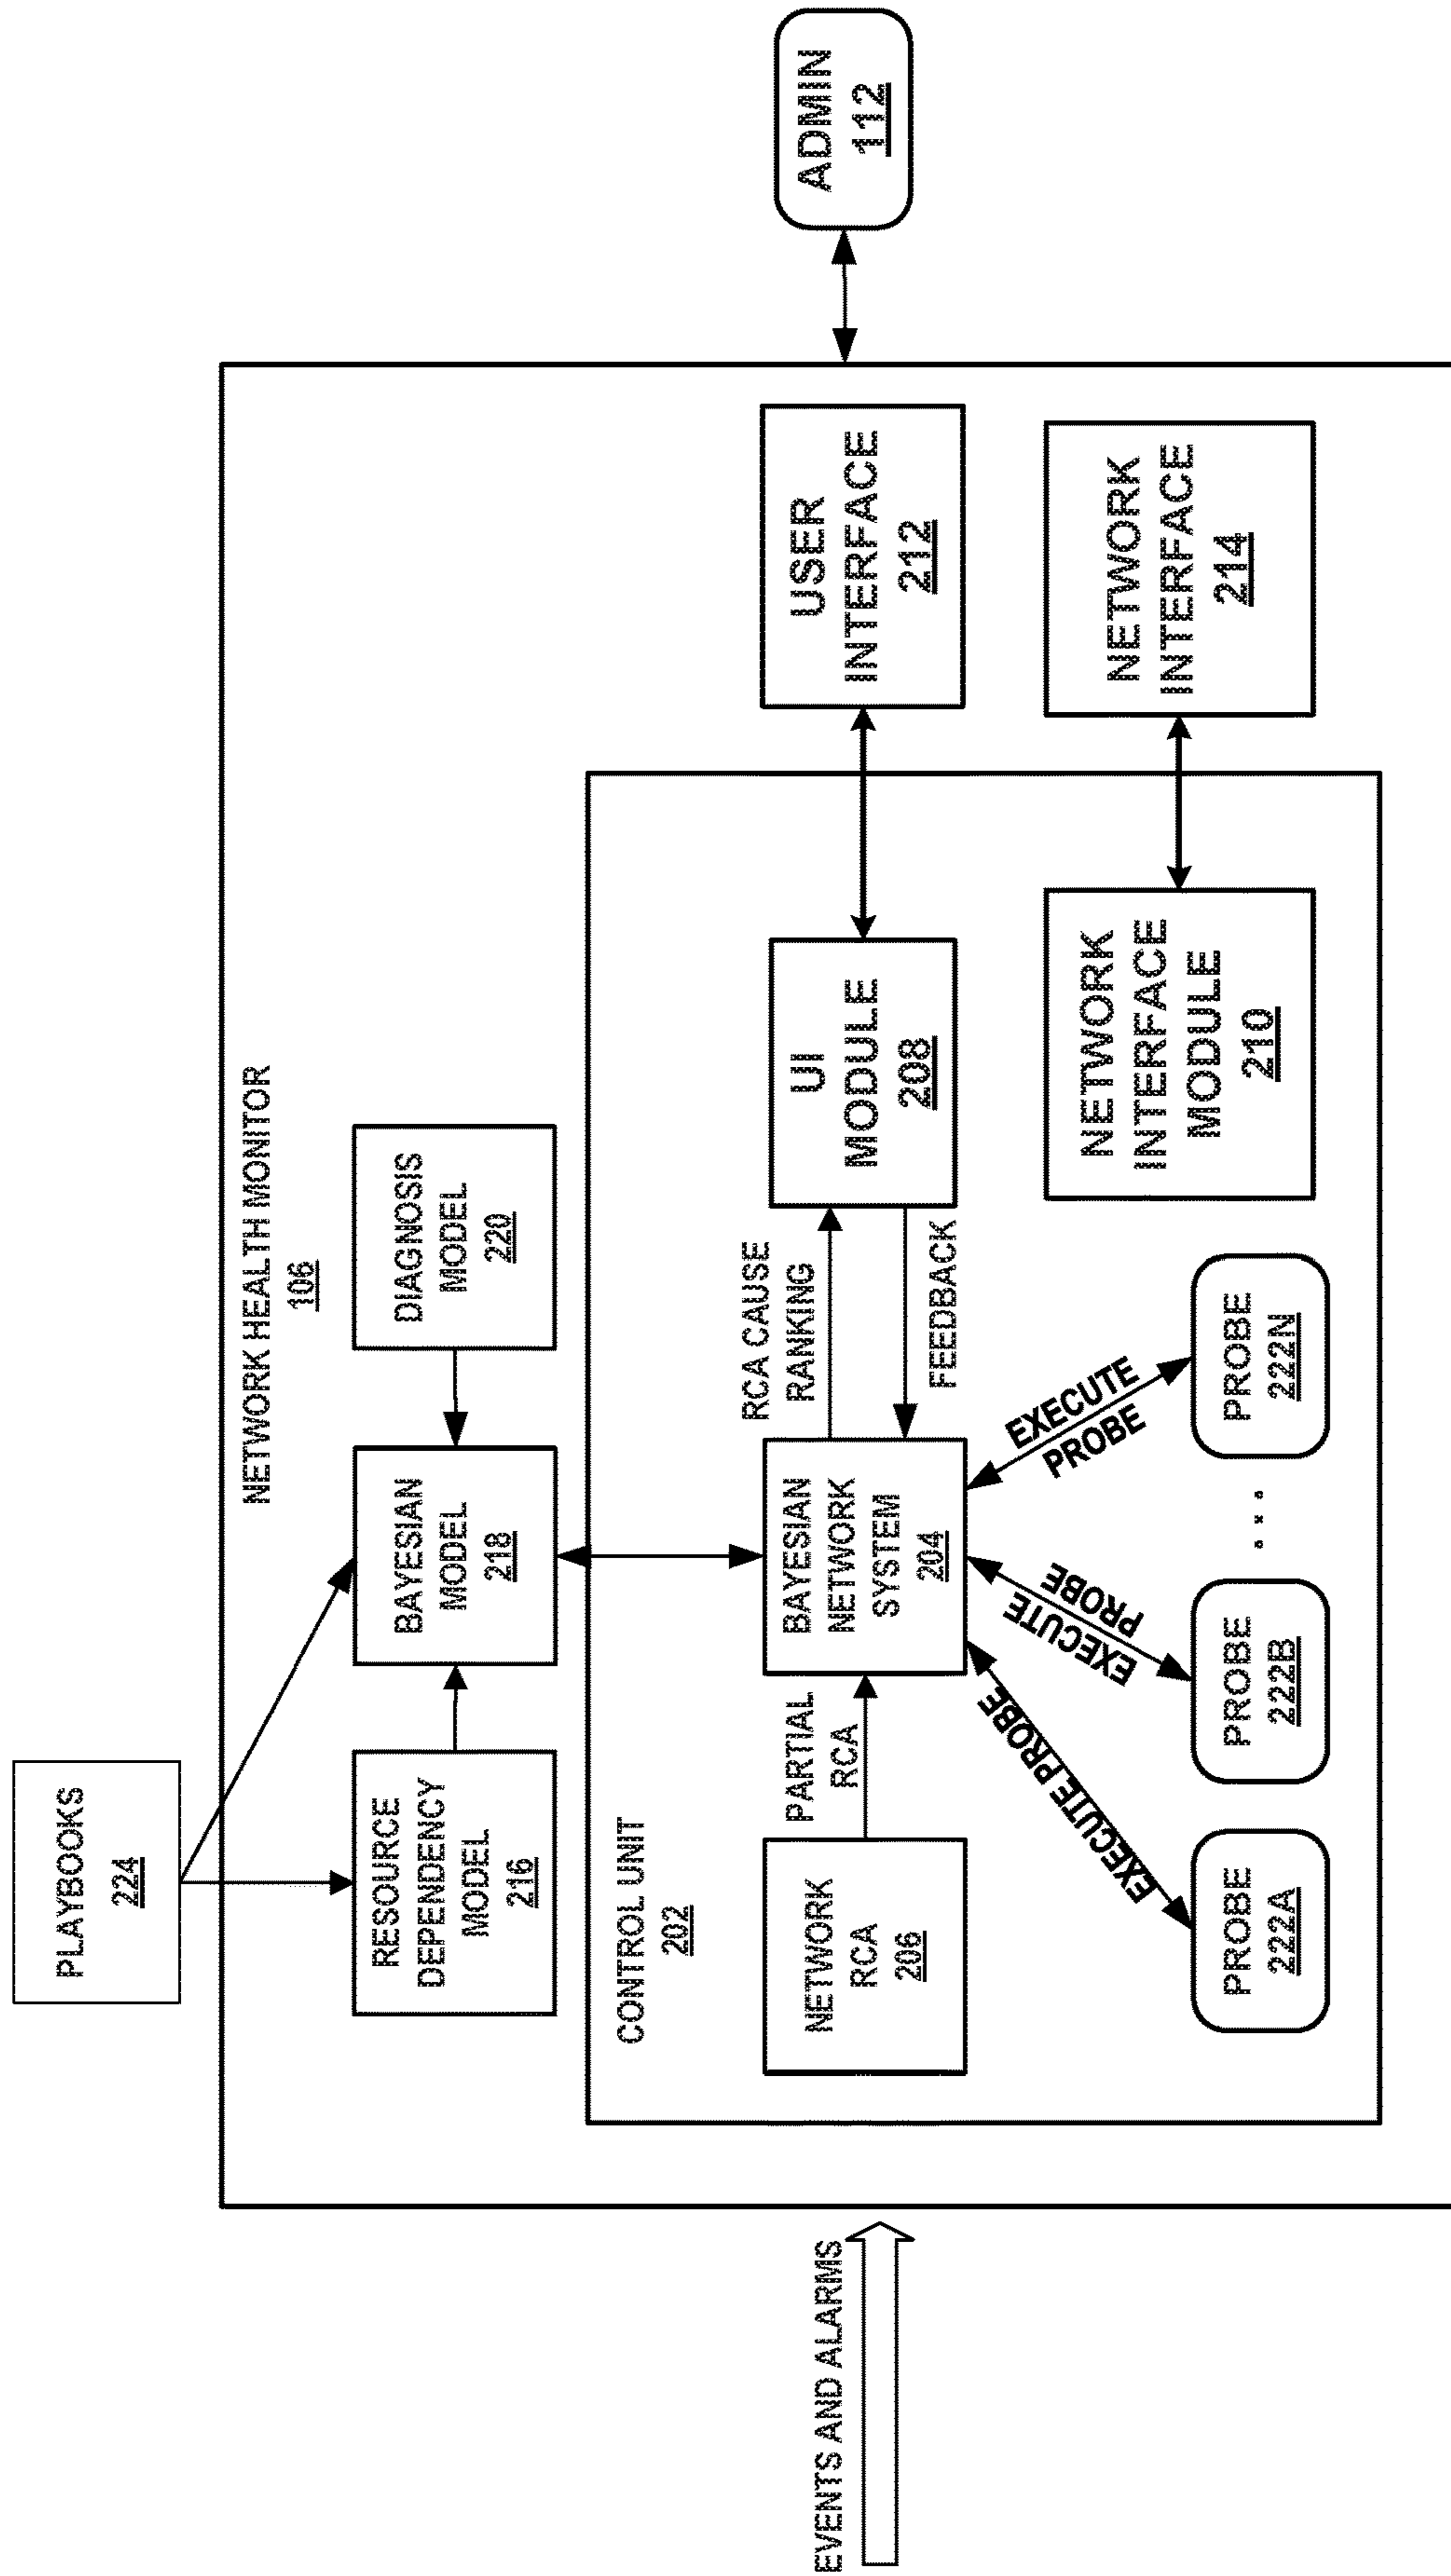 PLAYBOOKS
224
NETWORK HEALTH MONITOR
106
RESOURCE
DEPENDENCY
MODEL
216
BAYESIAN
MODEL
218
DIAGNOSIS
MODEL
220
CONTROL UNIT
202
EVENTS AND ALARMS
NETWORK
RCA
206
PARTIAL
RCA
BAYESIAN
NETWORK
SYSTEM
204
RCA CAUSE
RANKING
FEEDBACK
UI
MODULE
208
USER
INTERFACE
212
ADMIN
112
EXECUTE PROBE
EXECUTE
PROBE
EXECUTE
PROBE
NETWORK
INTERFACE
MODULE
210
NETWORK
INTERFACE
214
PROBE
222A
PROBE
222B
...
PROBE
222N